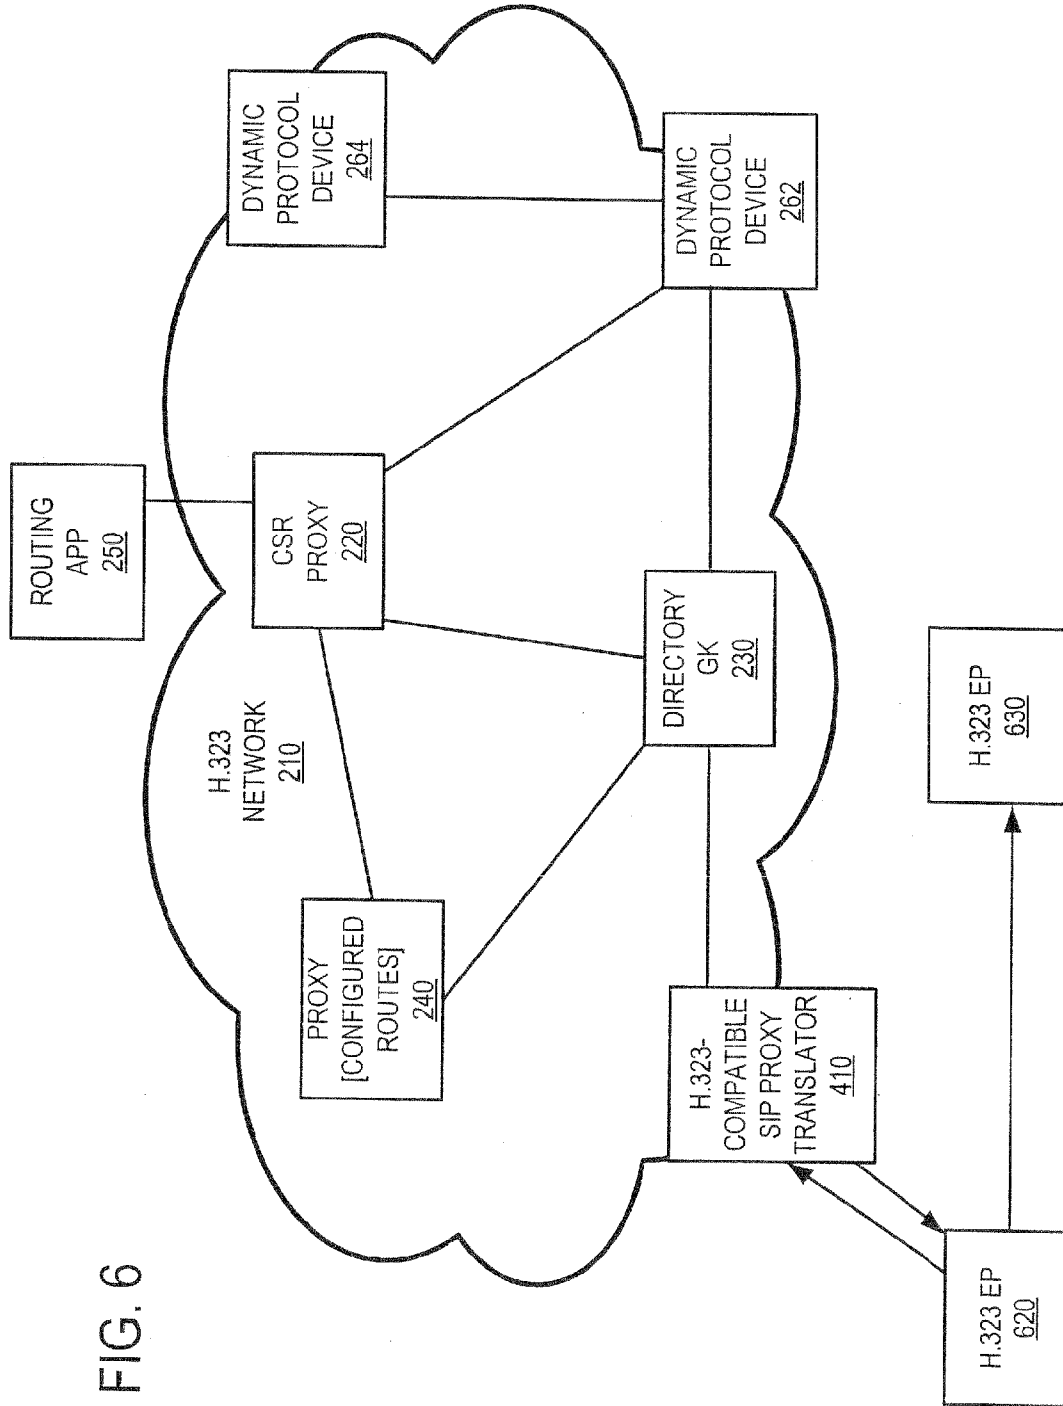 FIG. 6
ROUTING
APP
250
H.323
NETWORK
210
CSR
PROXY
220
DYNAMIC
PROTOCOL
DEVICE
264
PROXY
[CONFIGURED
ROUTES]
240
DIRECTORY
GK
230
DYNAMIC
PROTOCOL
DEVICE
262
H.323-
COMPATIBLE
SIP PROXY
TRANSLATOR
410
H.323 EP
620
H.323 EP
630